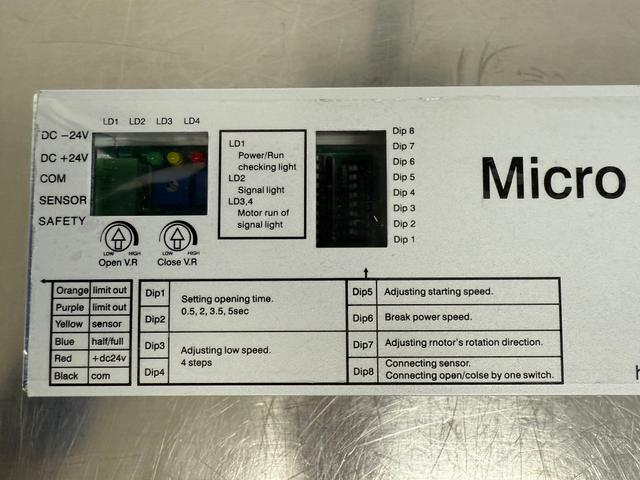 LD1 LD2 LD3 LD4
DC -24V
DC +24V
COM
SENSOR
SAFETY
LD1
Power/Run
checking light
LD2
Signal light
LD3,4
Motor run of
signal light
Dip 8
Dip 7
Dip 6
Dip 5
Dip 4
Dip 3
Dip 2
Dip 1
Micro
LOW HIGH
Open V.R
LOW HIGH
Close V.R
Orange limit out
Purple limit out
Yellow sensor
Blue half/full
Red +dc24v
Black com
Dip1
Dip2
Setting opening time.
0.5, 2, 3.5, 5sec
Dip3
Dip4
Adjusting low speed.
4 steps
Dip5 Adjusting starting speed.
Dip6 Break power speed.
Dip7 Adjusting motor's rotation direction.
Dip8 Connecting sensor.
Connecting open/colse by one switch.